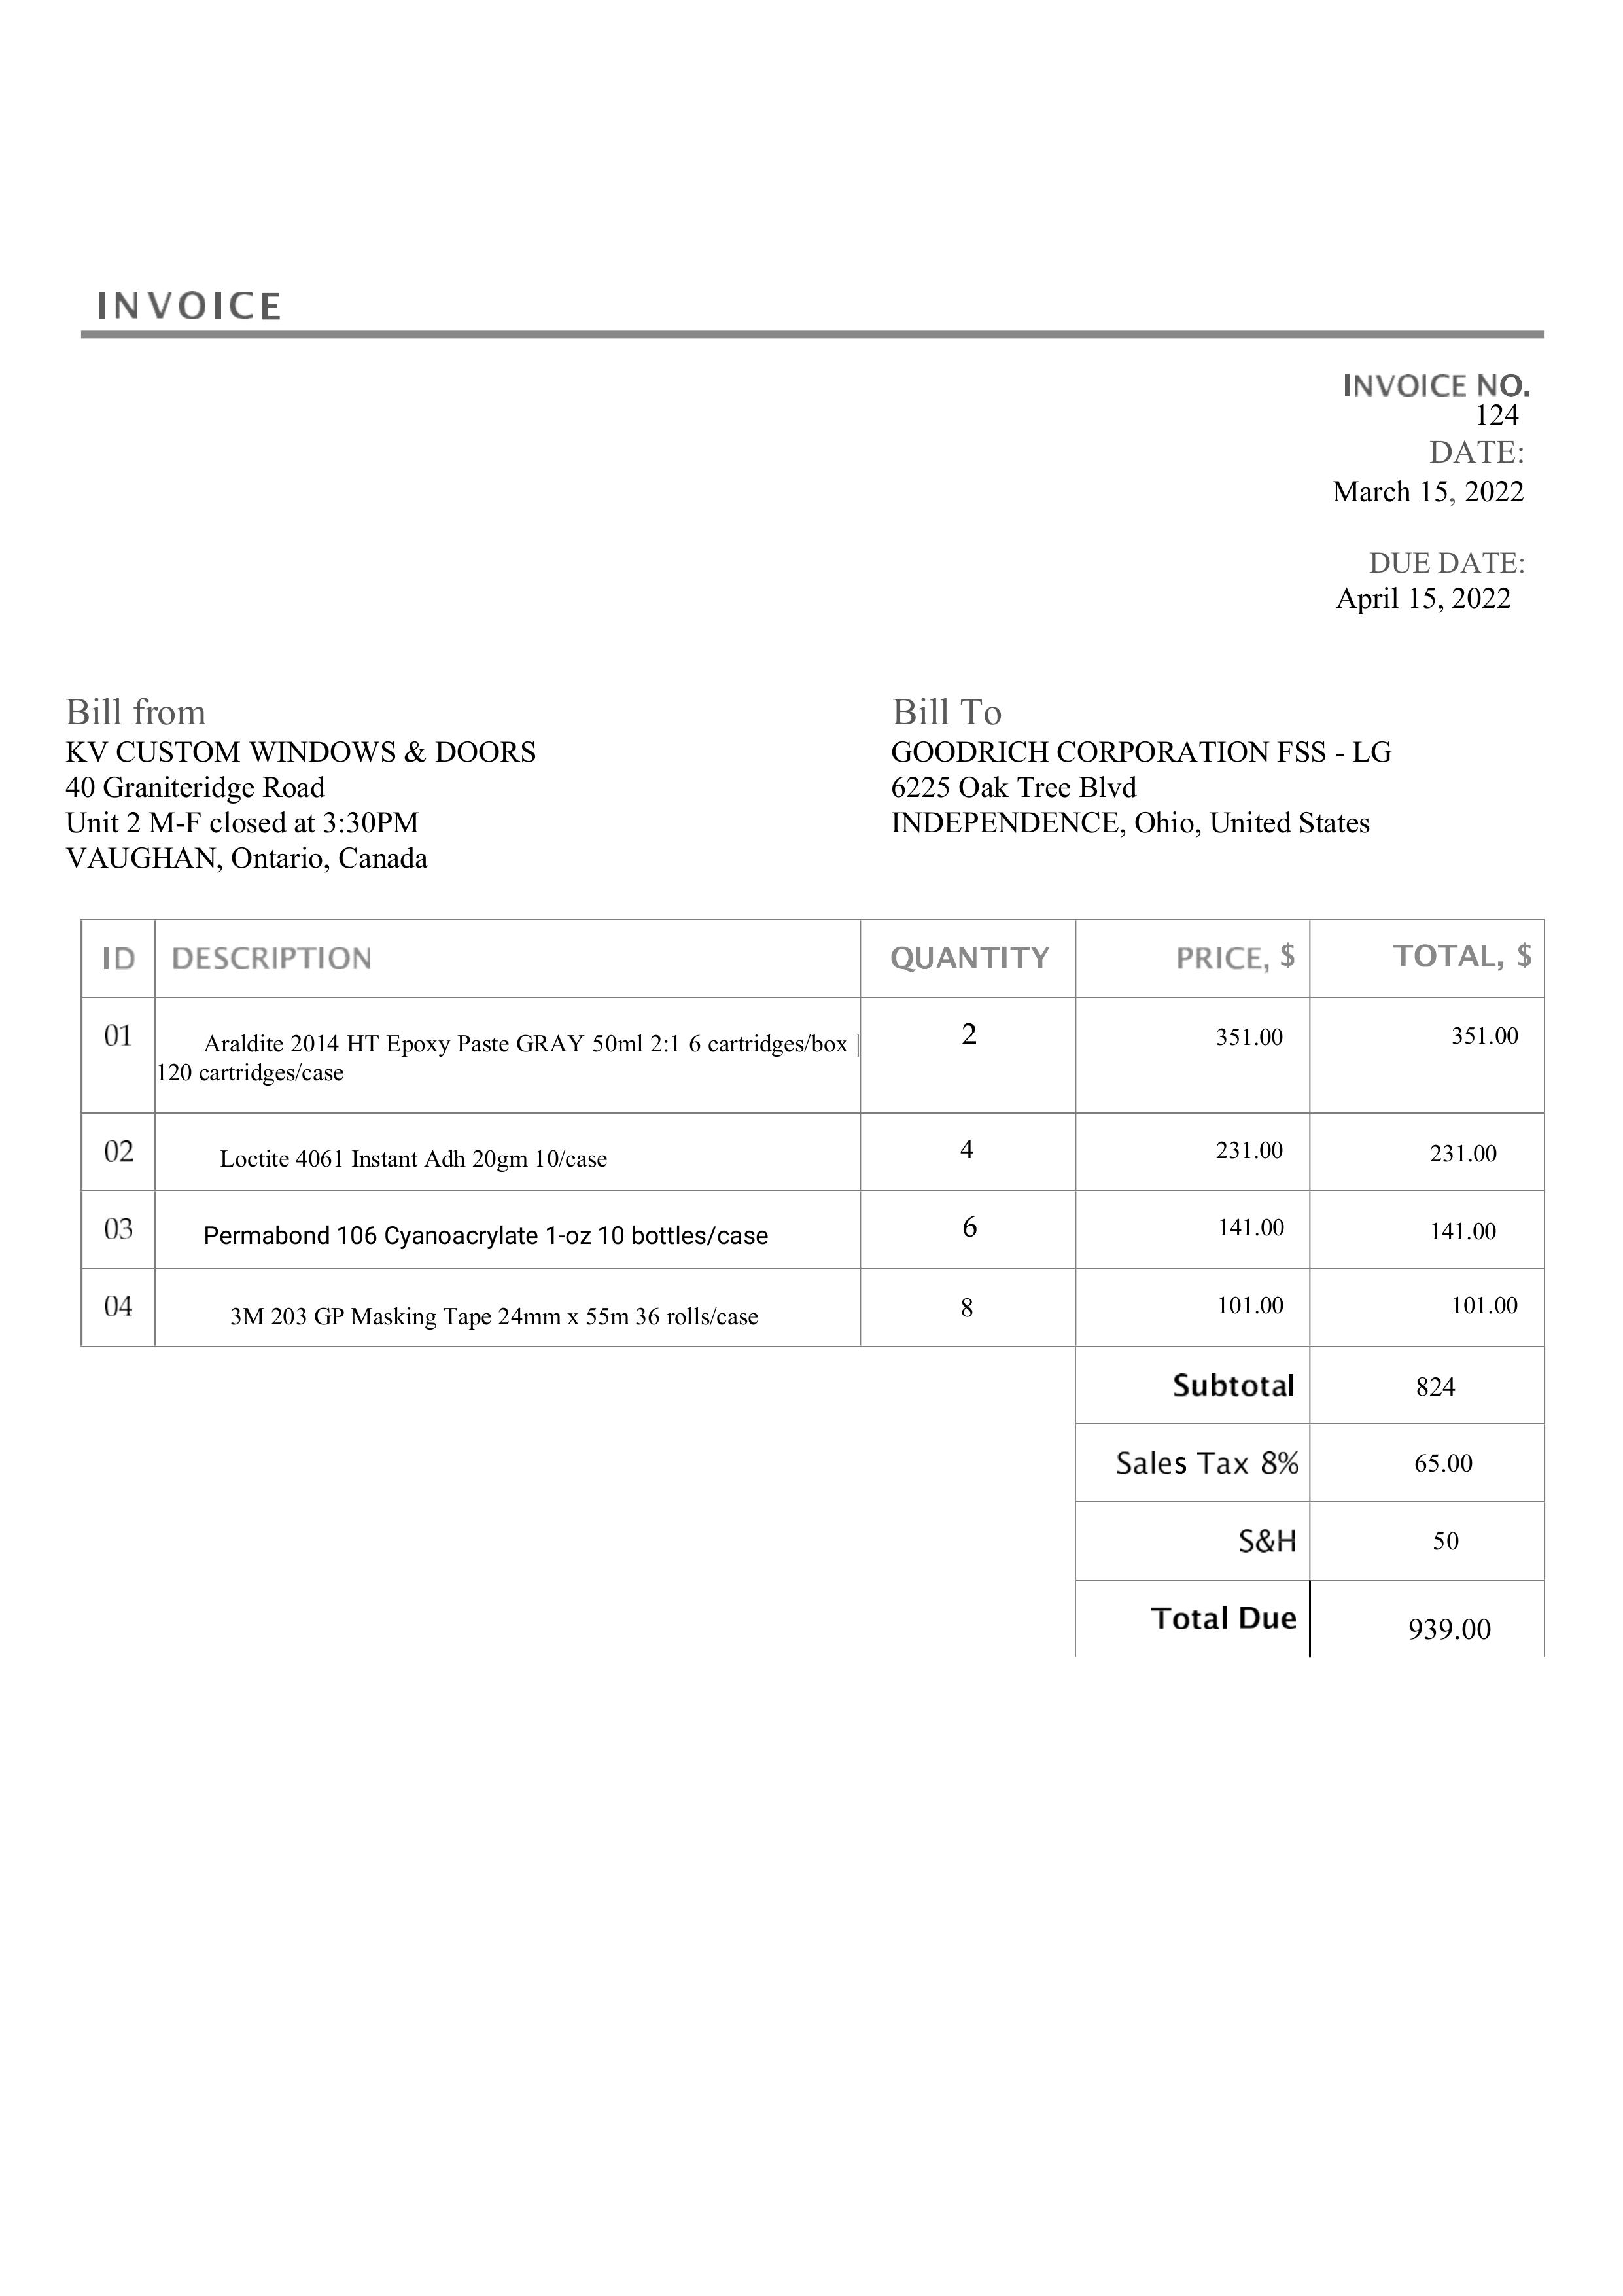 INVOICE
INVOICE NO.
124
DATE:
March 15, 2022
DUE DATE:
April 15, 2022
Bill from
KV CUSTOM WINDOWS & DOORS
40 Graniteridge Road
Unit 2 M-F closed at 3:30PM
VAUGHAN, Ontario, Canada
Bill To
GOODRICH CORPORATION FSS - LG
6225 Oak Tree Blvd
INDEPENDENCE, Ohio, United States
ID DESCRIPTION QUANTITY PRICE, $ TOTAL, $
01 Araldite 2014 HT Epoxy Paste GRAY 50ml 2:1 6 cartridges/box | 2 351.00 351.00
120 cartridges/case
02 Loctite 4061 Instant Adh 20gm 10/case 4 231.00 231.00
03 Permabond 106 Cyanoacrylate 1-oz 10 bottles/case 6 141.00 141.00
04 3M 203 GP Masking Tape 24mm x 55m 36 rolls/case 8 101.00 101.00
Subtotal 824
Sales Tax 8% 65.00
S&H 50
Total Due 939.00